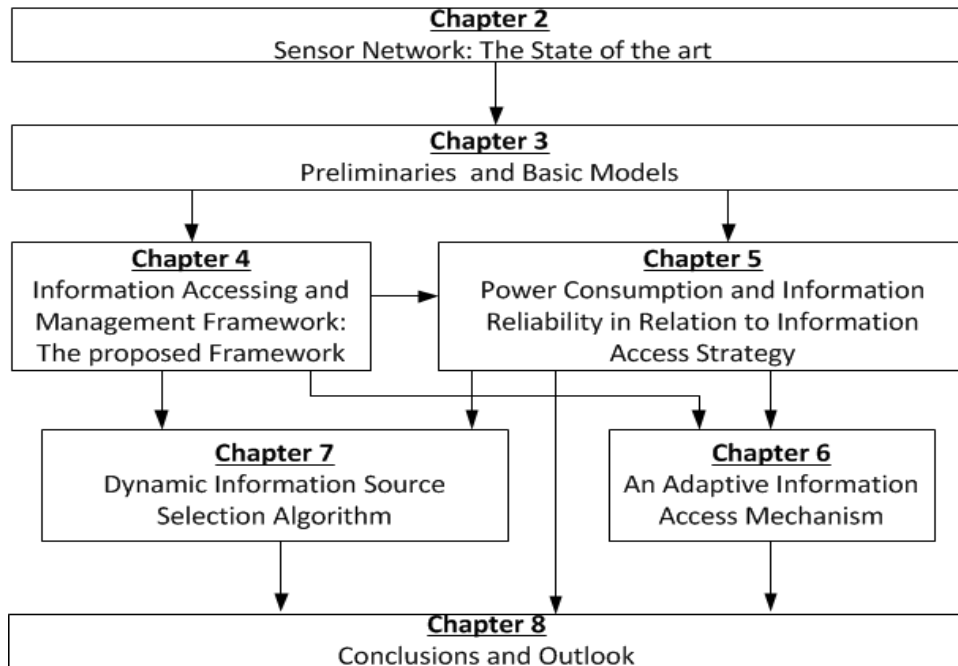 Chapter 2
Sensor Network: The State of the art
Chapter 3
Preliminaries and Basic Models
Chapter 4
Information Accessing and
Management Framework:
The proposed Framework
Chapter 5
Power Consumption and Information
Reliability in Relation to Information
Access Strategy
Chapter 7
Dynamic Information Source
Selection Algorithm
Chapter 6
An Adaptive Information
Access Mechanism
Chapter 8
Conclusions and Outlook